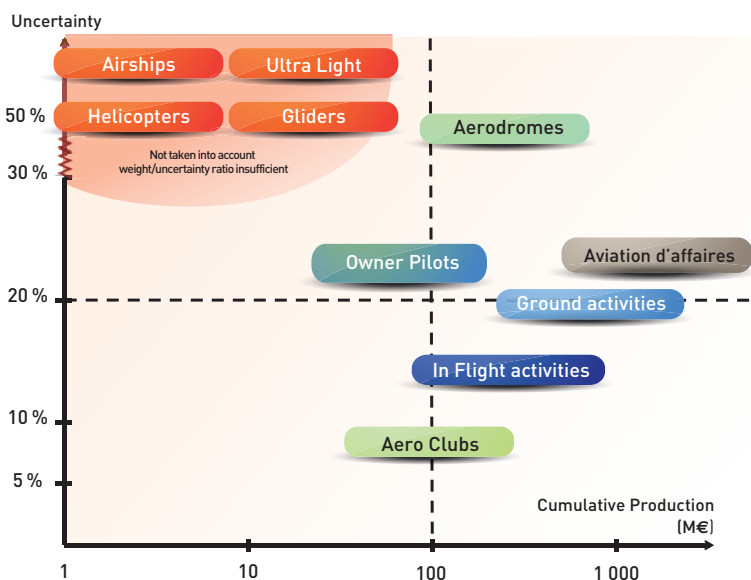 Uncertainty
Airships
Ultra Light
50 %
Helicopters
Gliders
Aerodromes
Not taken into account
weight/uncertainty ratio insufficient
30 %
Owner Pilots
Aviation d’affaires
20 %
Ground activities
In Flight activities
10 %
Aero Clubs
5 %
Cumulative Production
(M€)
1
10
100
1 000